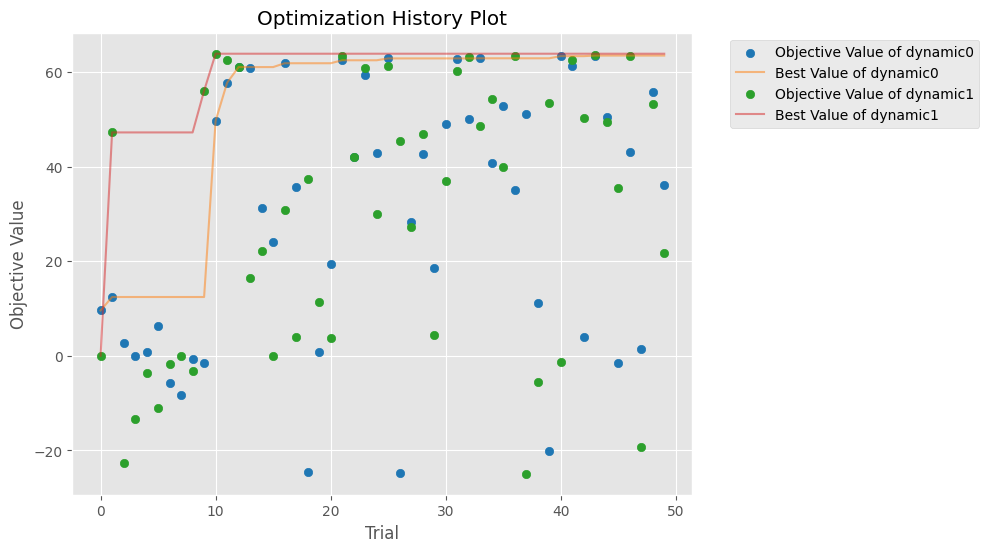 Optimization History Plot
Objective Value of dynamic0
Best Value of dynamic0
Objective Value of dynamic1
Best Value of dynamic1
Objective Value
60
40
20
0
−20
0 10 20 30 40 50
Trial